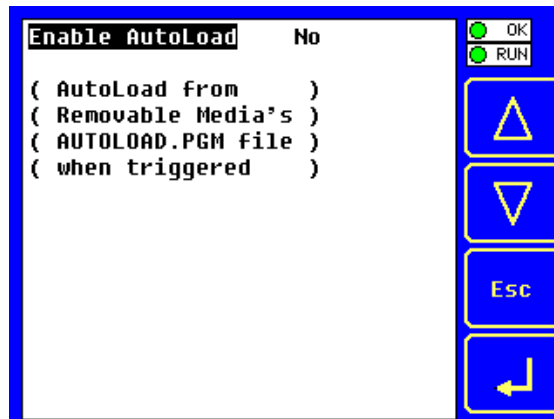 Enable AutoLoad No
( AutoLoad from )
( Removable Media's )
( AUTOLOAD.PGM file )
( when triggered )
OK
RUN
Esc